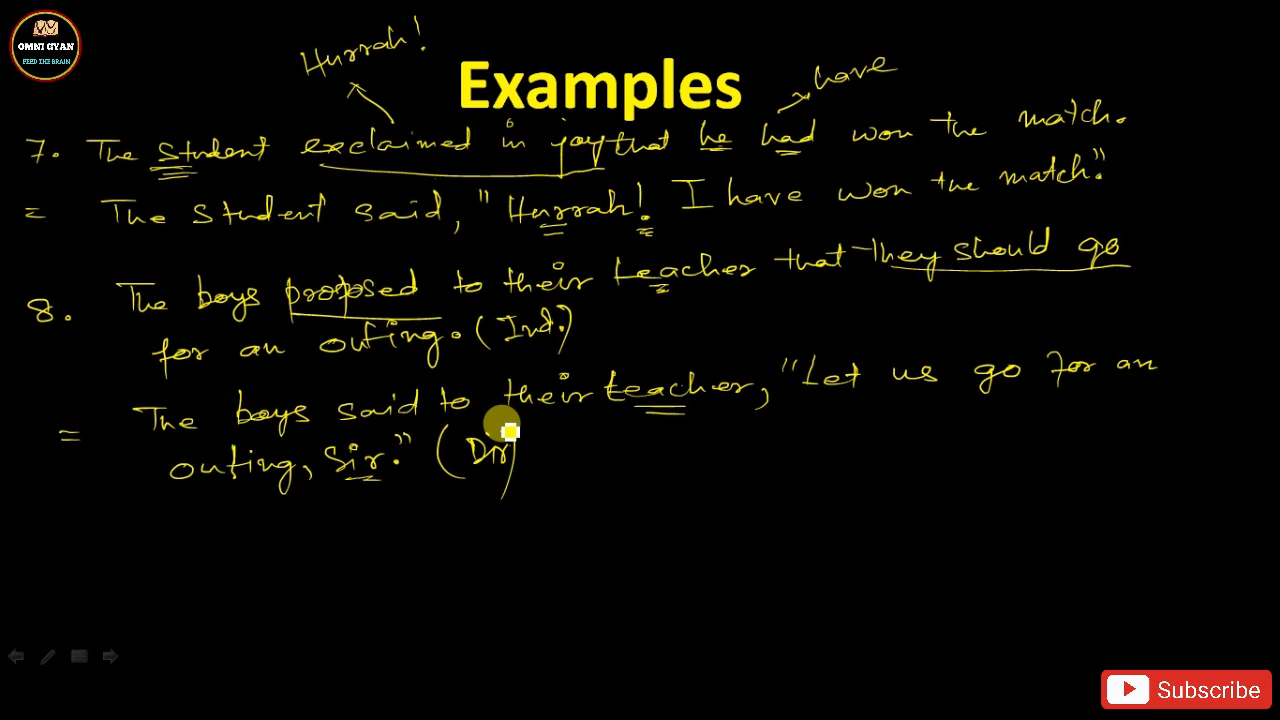 OMNI GYAN
FEED THE BRAIN
Hurrah!
Examples
have
7. The student exclaimed in joy that he had won the match.
= The student said, "Hurrah! I have won the match."
8. The boys proposed to their teacher that they should go
for an outing. (Ind.)
= The boys said to their teacher, "Let us go for an
outing, Sir." (Dir)
Subscribe